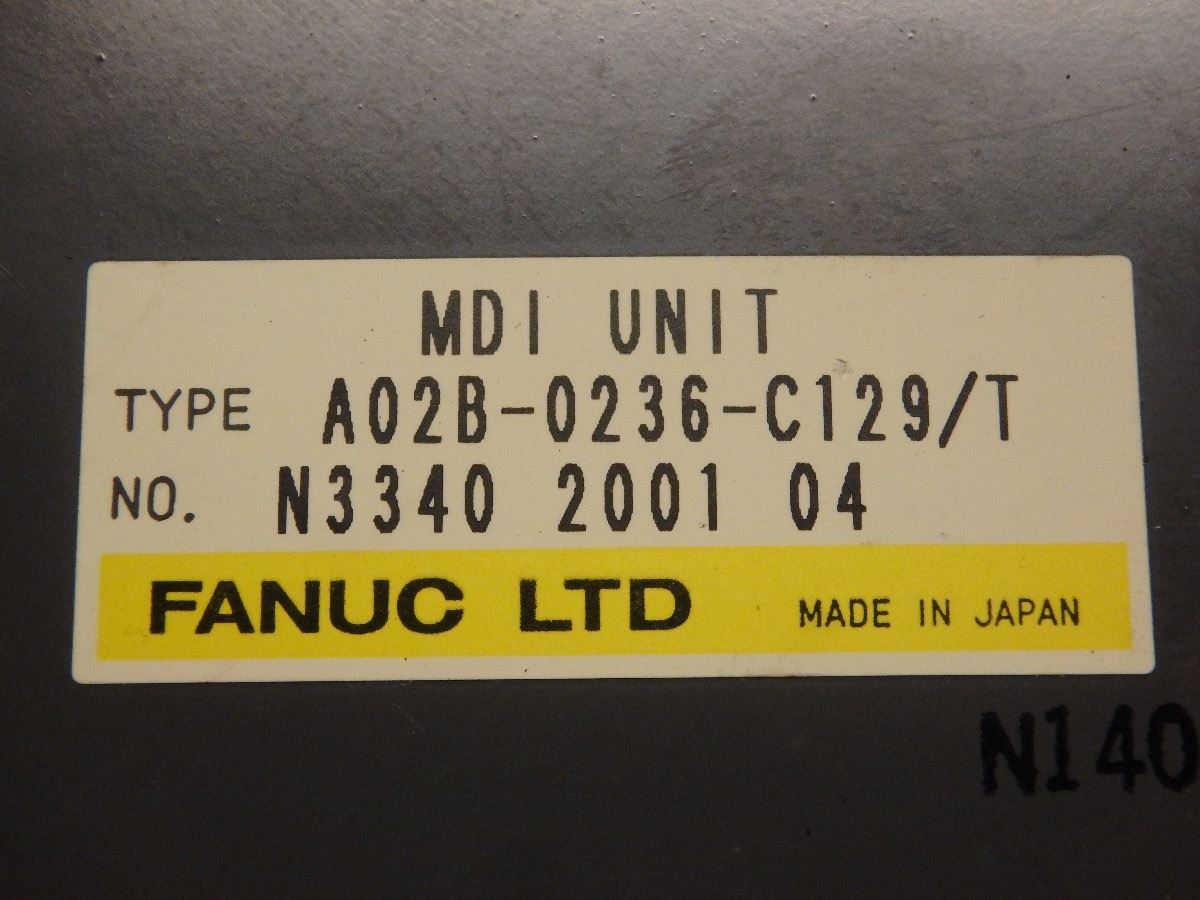 MDI UNIT
TYPE A02B-0236-C129/T
NO. N3340 2001 04
FANUC LTD MADE IN JAPAN
N140